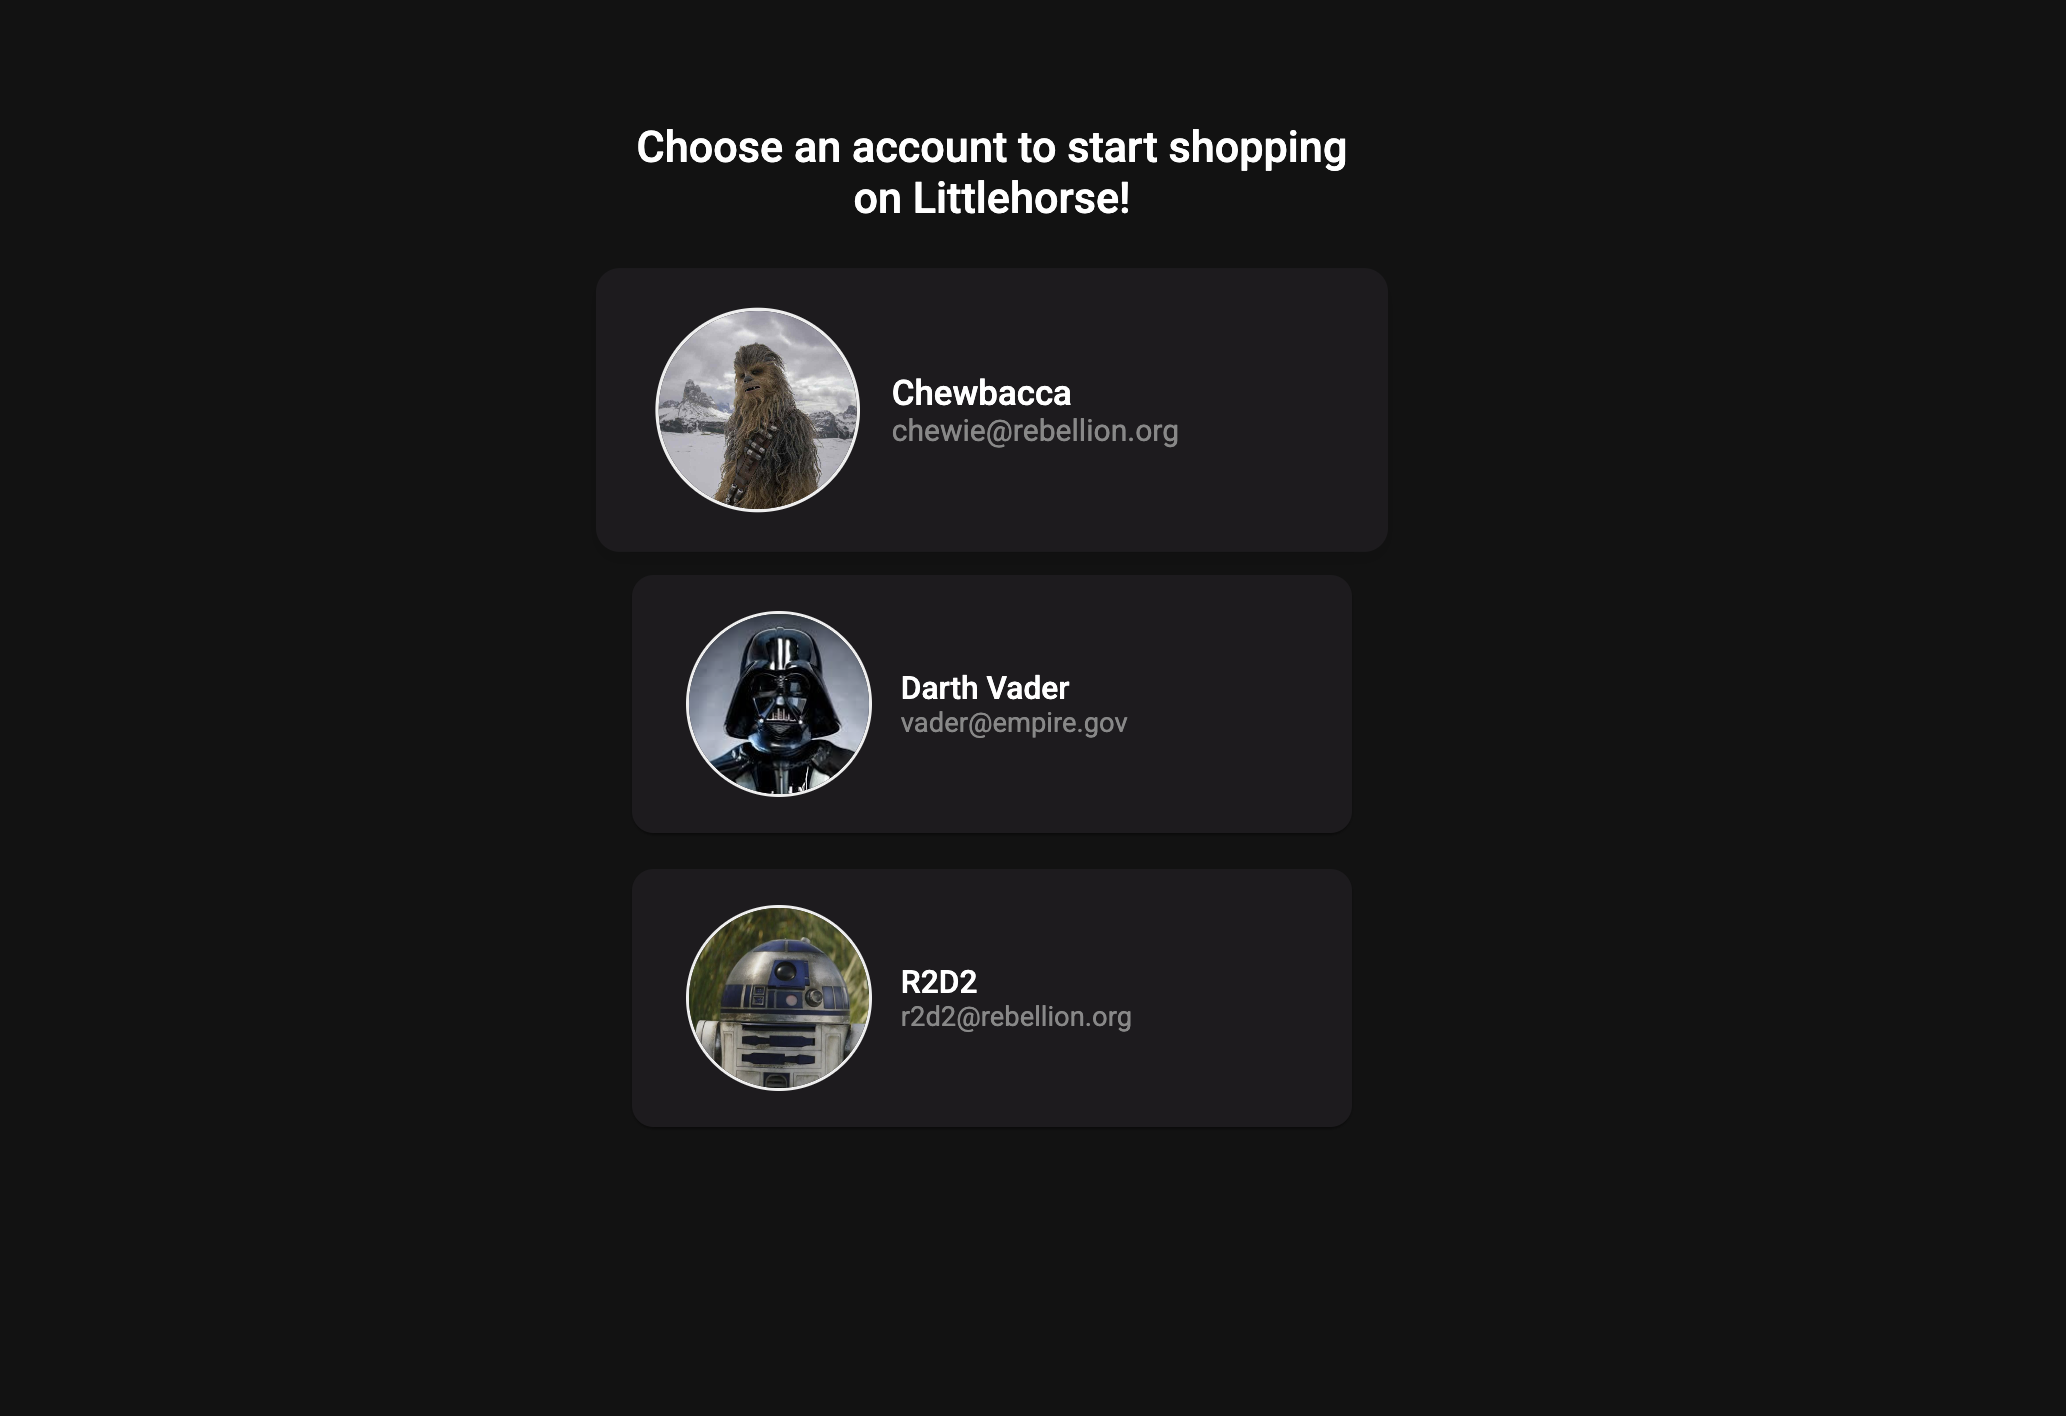 Choose an account to start shopping
on Littlehorse!
Chewbacca
chewie@rebellion.org
Darth Vader
vader@empire.gov
R2D2
r2d2@rebellion.org